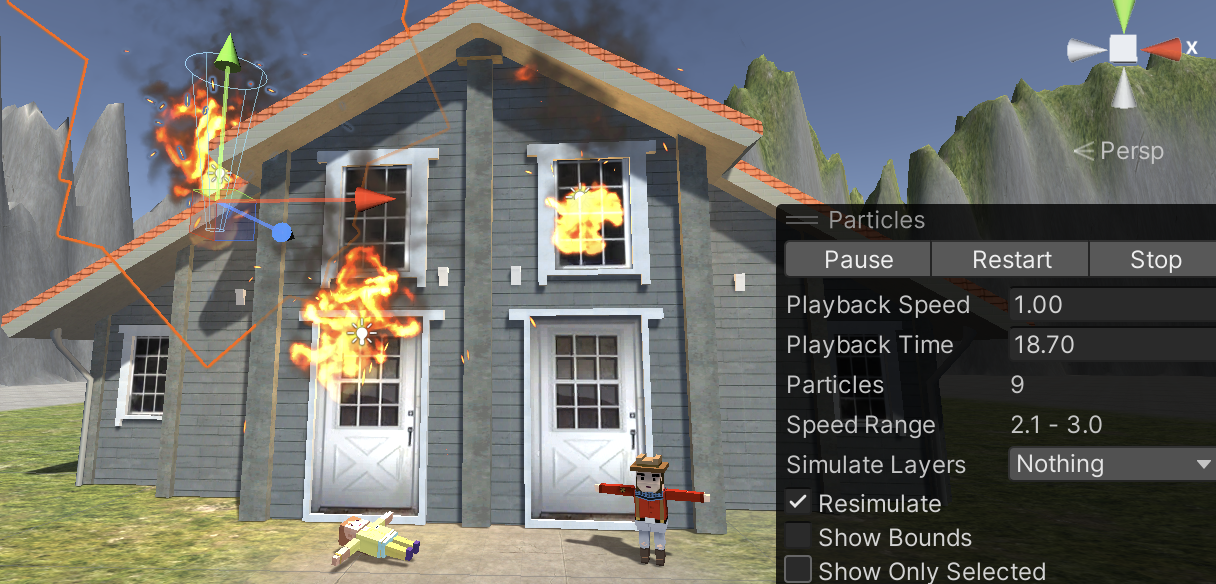 X
Persp
Particles
Pause Restart Stop
Playback Speed 1.00
Playback Time 18.70
Particles 9
Speed Range 2.1 - 3.0
Simulate Layers Nothing
Resimulate
Show Bounds
Show Only Selected